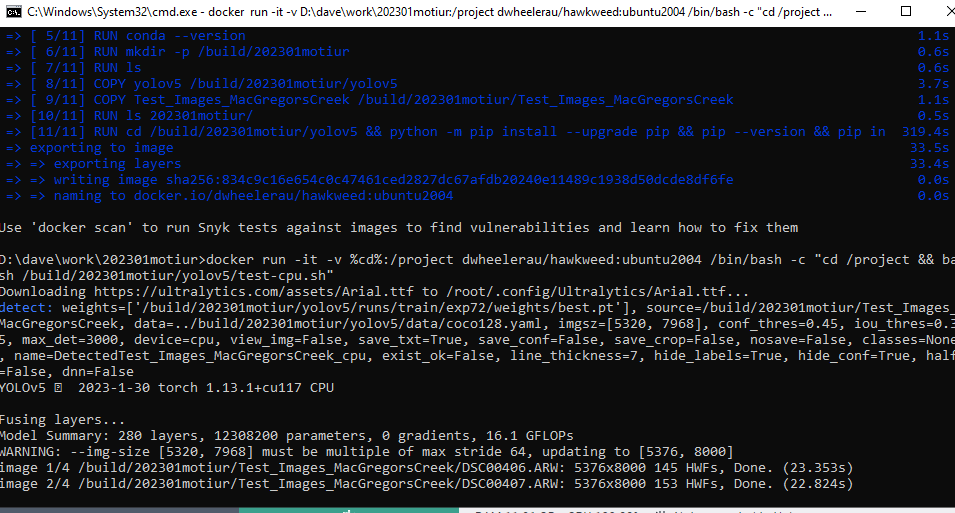 C:\Windows\System32\cmd.exe - docker run -it -v D:\dave\work\202301motiur:/project dwheelerau/hawkweed:ubuntu2004 /bin/bash -c "cd /project ...
=> [ 5/11] RUN conda --version 1.1s
=> [ 6/11] RUN mkdir -p /build/202301motiur 0.6s
=> [ 7/11] RUN ls 0.6s
=> [ 8/11] COPY yolov5 /build/202301motiur/yolov5 3.7s
=> [ 9/11] COPY Test_Images_MacGregorsCreek /build/202301motiur/Test_Images_MacGregorsCreek 1.1s
=> [10/11] RUN ls 202301motiur/ 0.5s
=> [11/11] RUN cd /build/202301motiur/yolov5 && python -m pip install --upgrade pip && pip --version && pip in 319.4s
=> exporting to image 33.5s
=> => exporting layers 33.4s
=> => writing image sha256:834c9c16e654c0c47461ced2827dc67afdb20240e11489c1938d50dcde8df6fe 0.0s
=> => naming to docker.io/dwheelerau/hawkweed:ubuntu2004 0.0s
Use 'docker scan' to run Snyk tests against images to find vulnerabilities and learn how to fix them
D:\dave\work\202301motiur>docker run -it -v %cd%:/project dwheelerau/hawkweed:ubuntu2004 /bin/bash -c "cd /project && ba
sh /build/202301motiur/yolov5/test-cpu.sh"
Downloading https://ultralytics.com/assets/Arial.ttf to /root/.config/Ultralytics/Arial.ttf...
detect: weights=['/build/202301motiur/yolov5/runs/train/exp72/weights/best.pt'], source=/build/202301motiur/Test_Images_
MacGregorsCreek, data=../build/202301motiur/yolov5/data/coco128.yaml, imgsz=[5320, 7968], conf_thres=0.45, iou_thres=0.3
5, max_det=3000, device=cpu, view_img=False, save_txt=True, save_conf=False, save_crop=False, nosave=False, classes=None
, name=DetectedTest_Images_MacGregorsCreek_cpu, exist_ok=False, line_thickness=7, hide_labels=True, hide_conf=True, half
=False, dnn=False
YOLOv5 2023-1-30 torch 1.13.1+cu117 CPU
Fusing layers...
Model Summary: 280 layers, 12308200 parameters, 0 gradients, 16.1 GFLOPs
WARNING: --img-size [5320, 7968] must be multiple of max stride 64, updating to [5376, 8000]
image 1/4 /build/202301motiur/Test_Images_MacGregorsCreek/DSC00406.ARW: 5376x8000 145 HWFs, Done. (23.353s)
image 2/4 /build/202301motiur/Test_Images_MacGregorsCreek/DSC00407.ARW: 5376x8000 153 HWFs, Done. (22.824s)